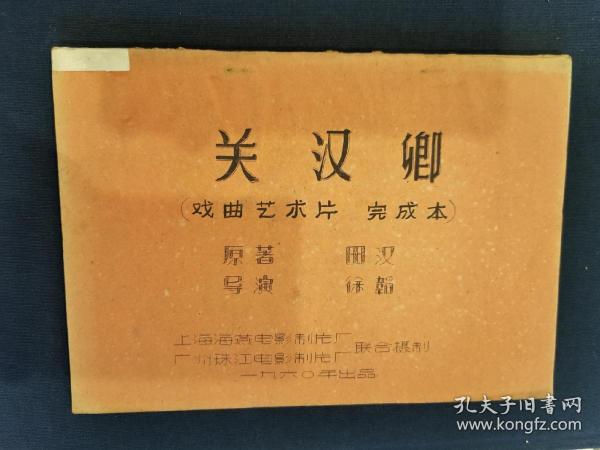 关汉卿
（戏曲艺术片 完成本）
原著 田汉
导演 徐韬
上海海燕电影制片厂
广州珠江电影制片厂 联合摄制
一九六〇年出品
孔夫子旧书网
www.kongfz.com